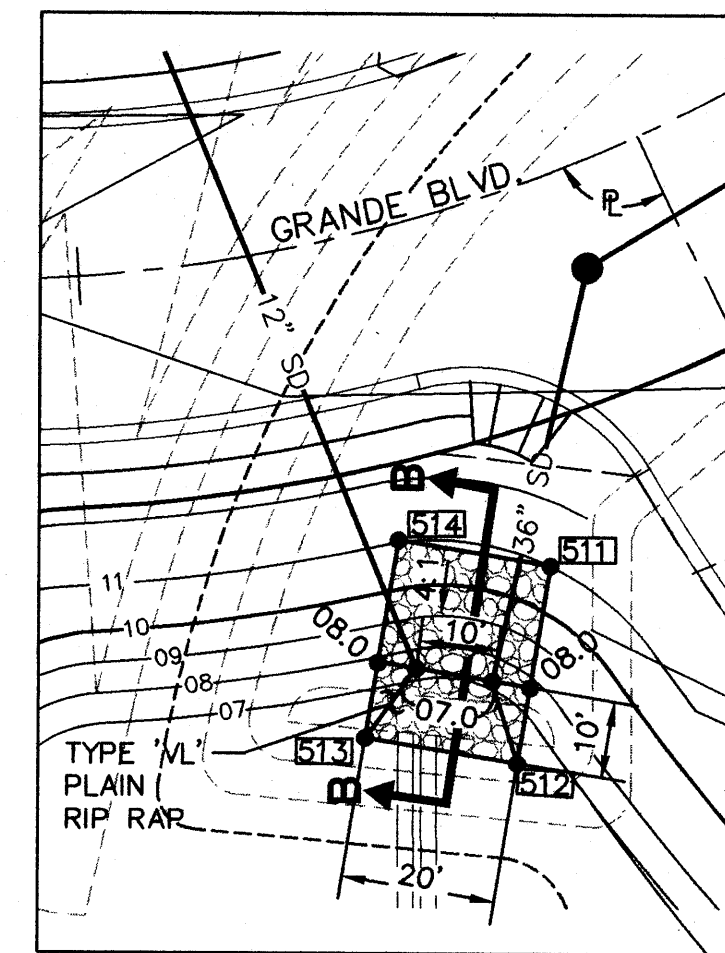 GRANDE BLVD.
PL
12" SD
SD
36"
B
514
511
4:1
11
10
10'
09
08.0
08.0
08
07
07.0
10'
513
512
TYPE 'VL'
PLAIN
RIP RAP
B
20'